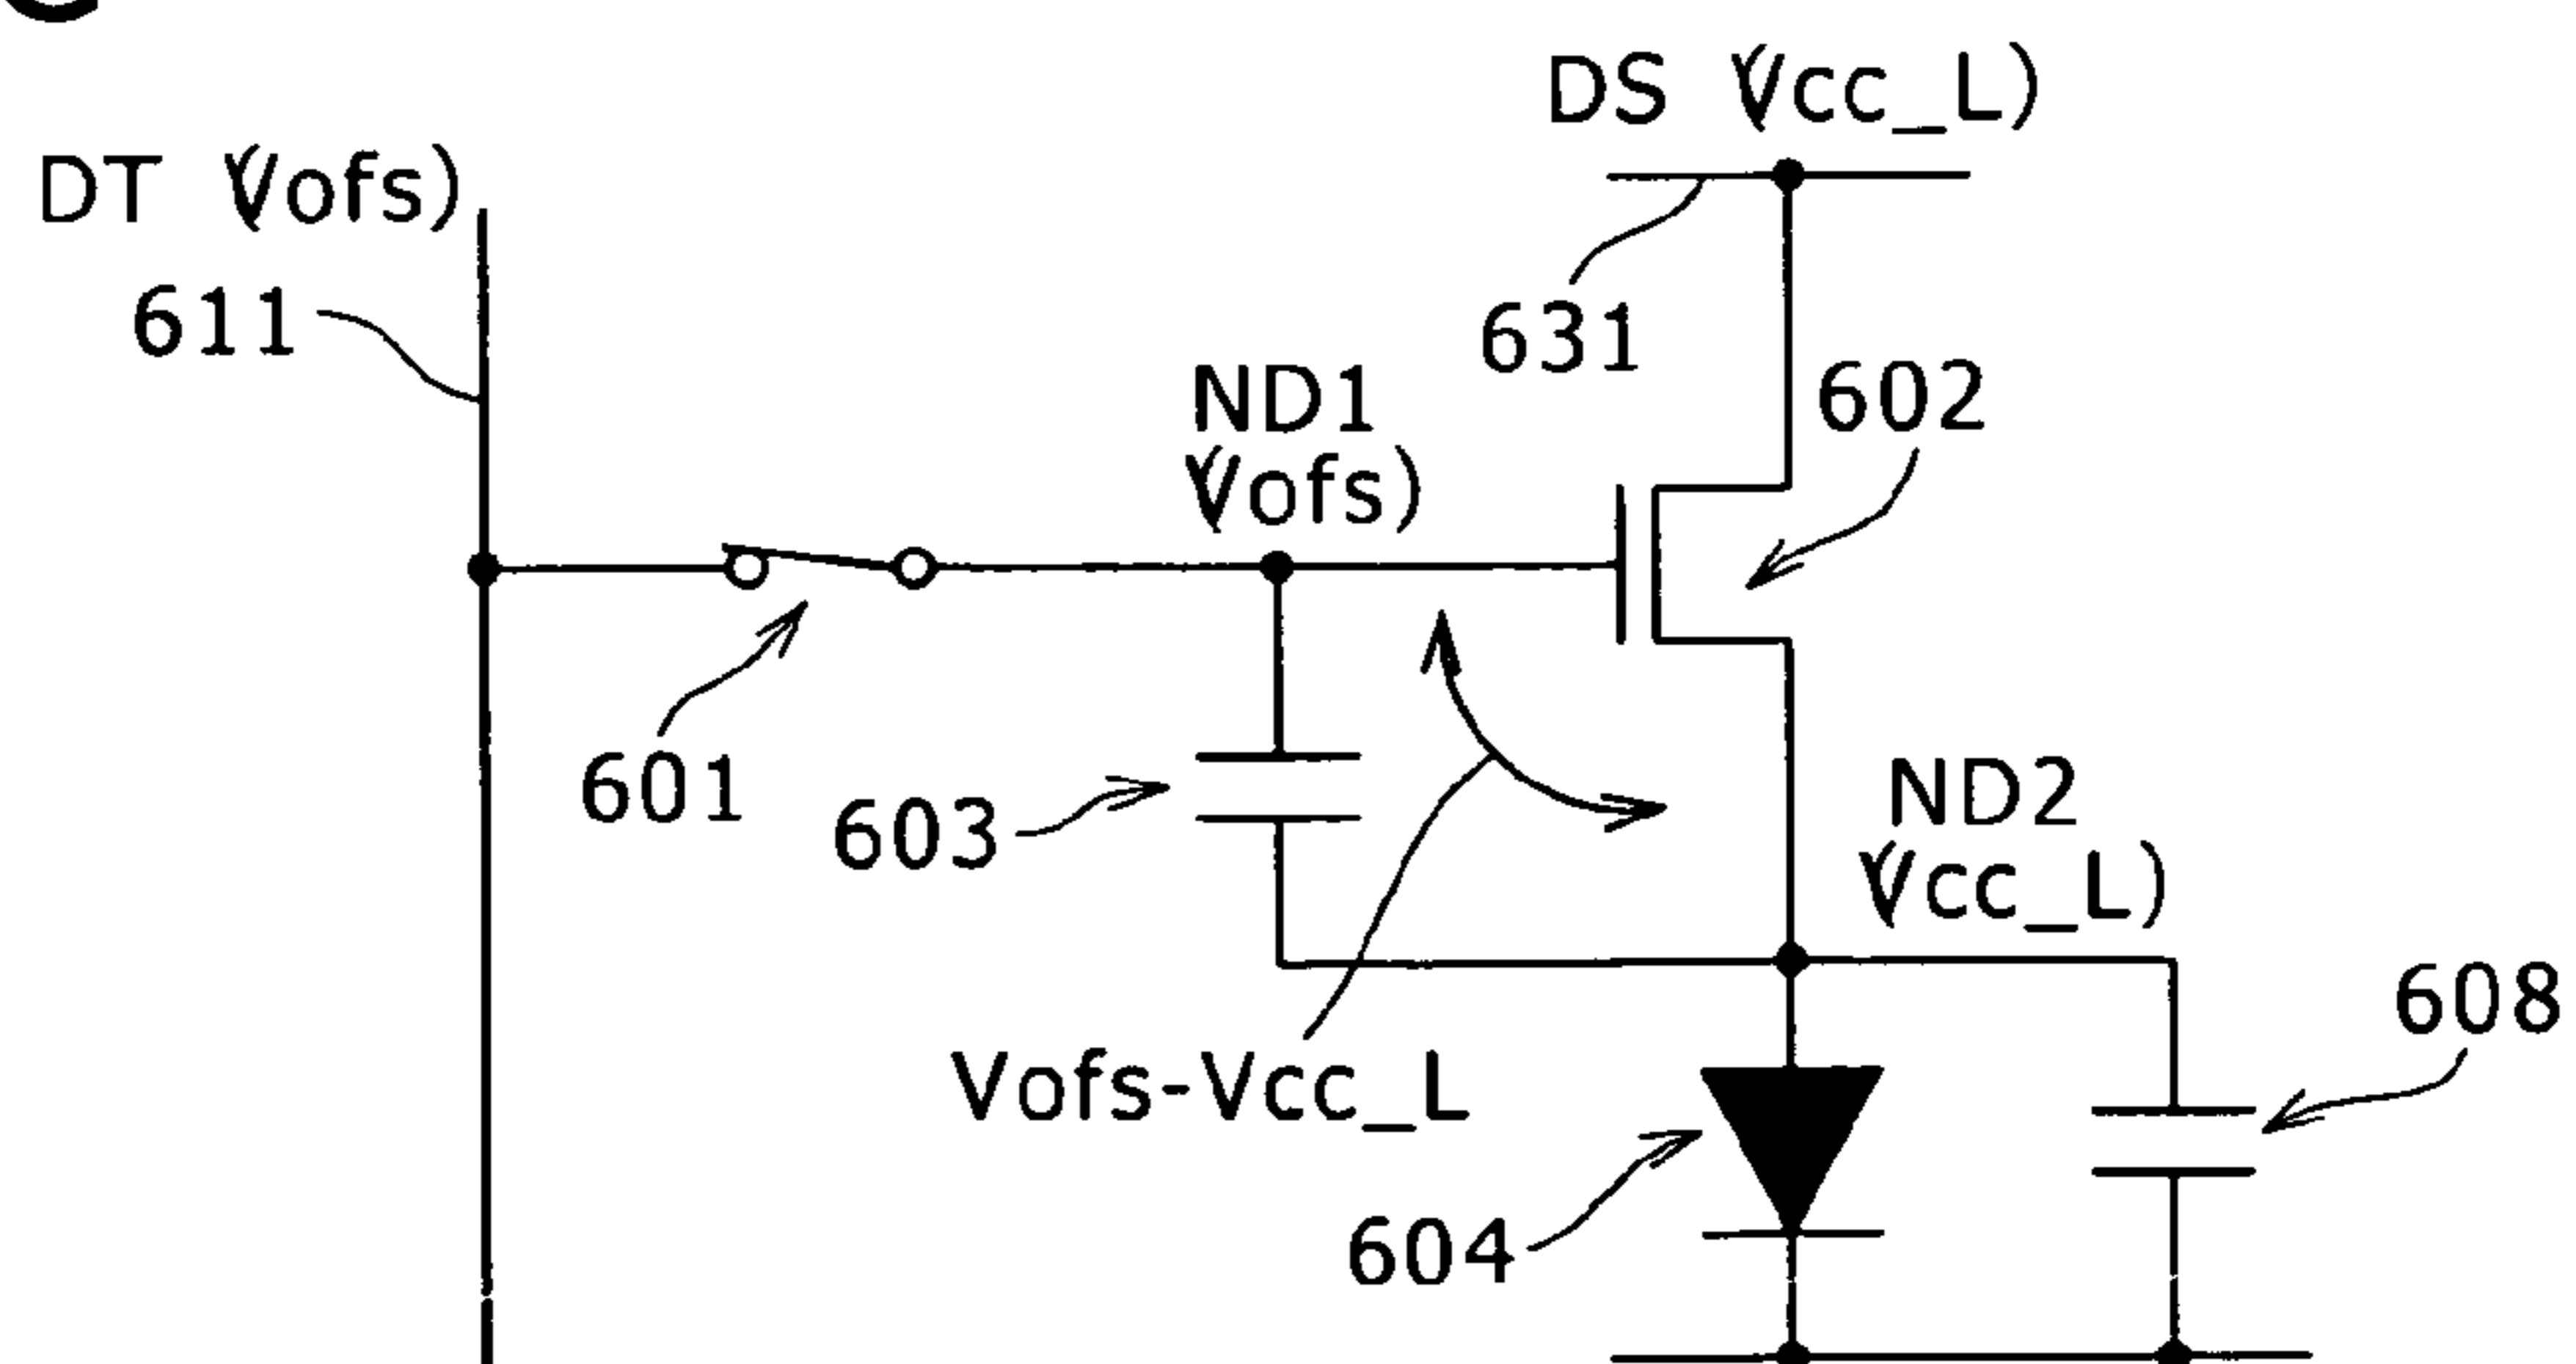 DS (Vcc_L)
DT (Vofs)
611
631
ND1
(Vofs)
602
601
603
ND2
(Vcc_L)
608
Vofs-Vcc_L
604